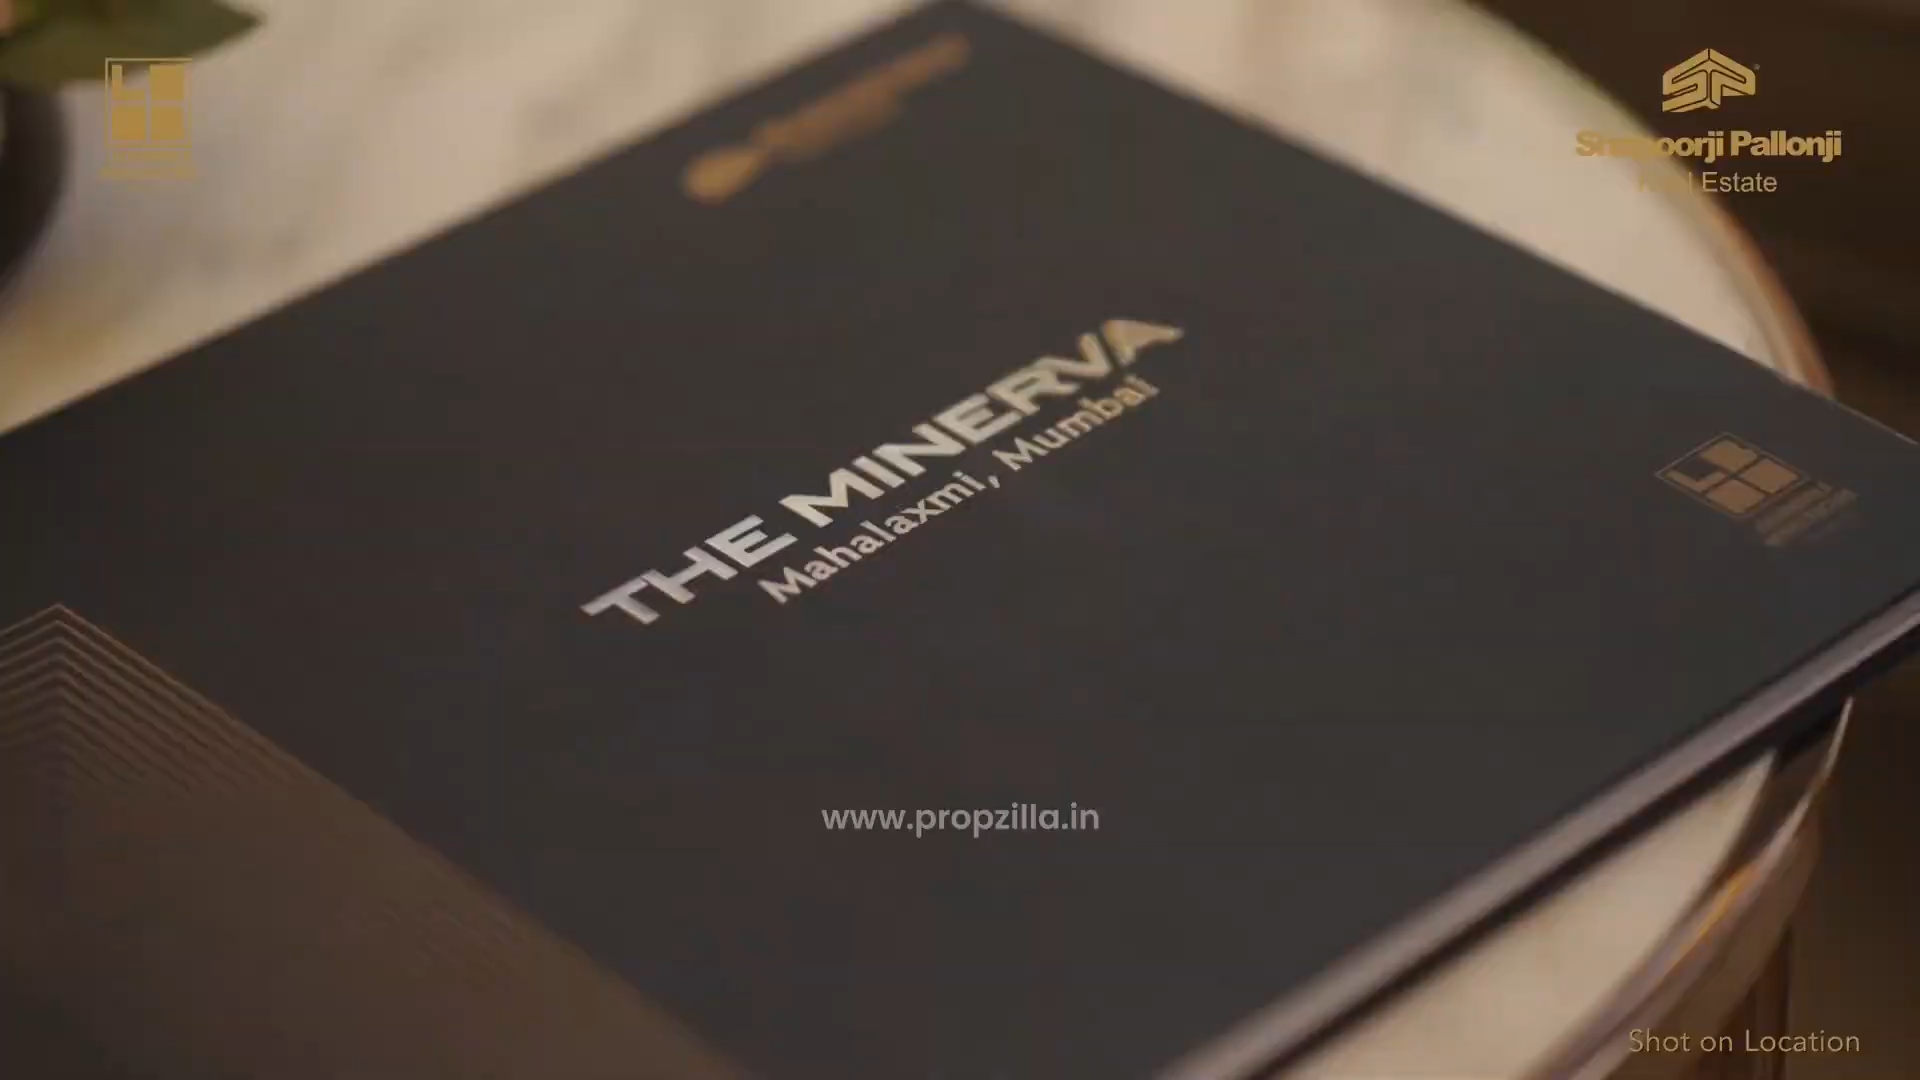 Shapoorji Pallonji
Real Estate
THE MINERVA
Mahalaxmi, Mumbai
www.propzilla.in
Shot on Location